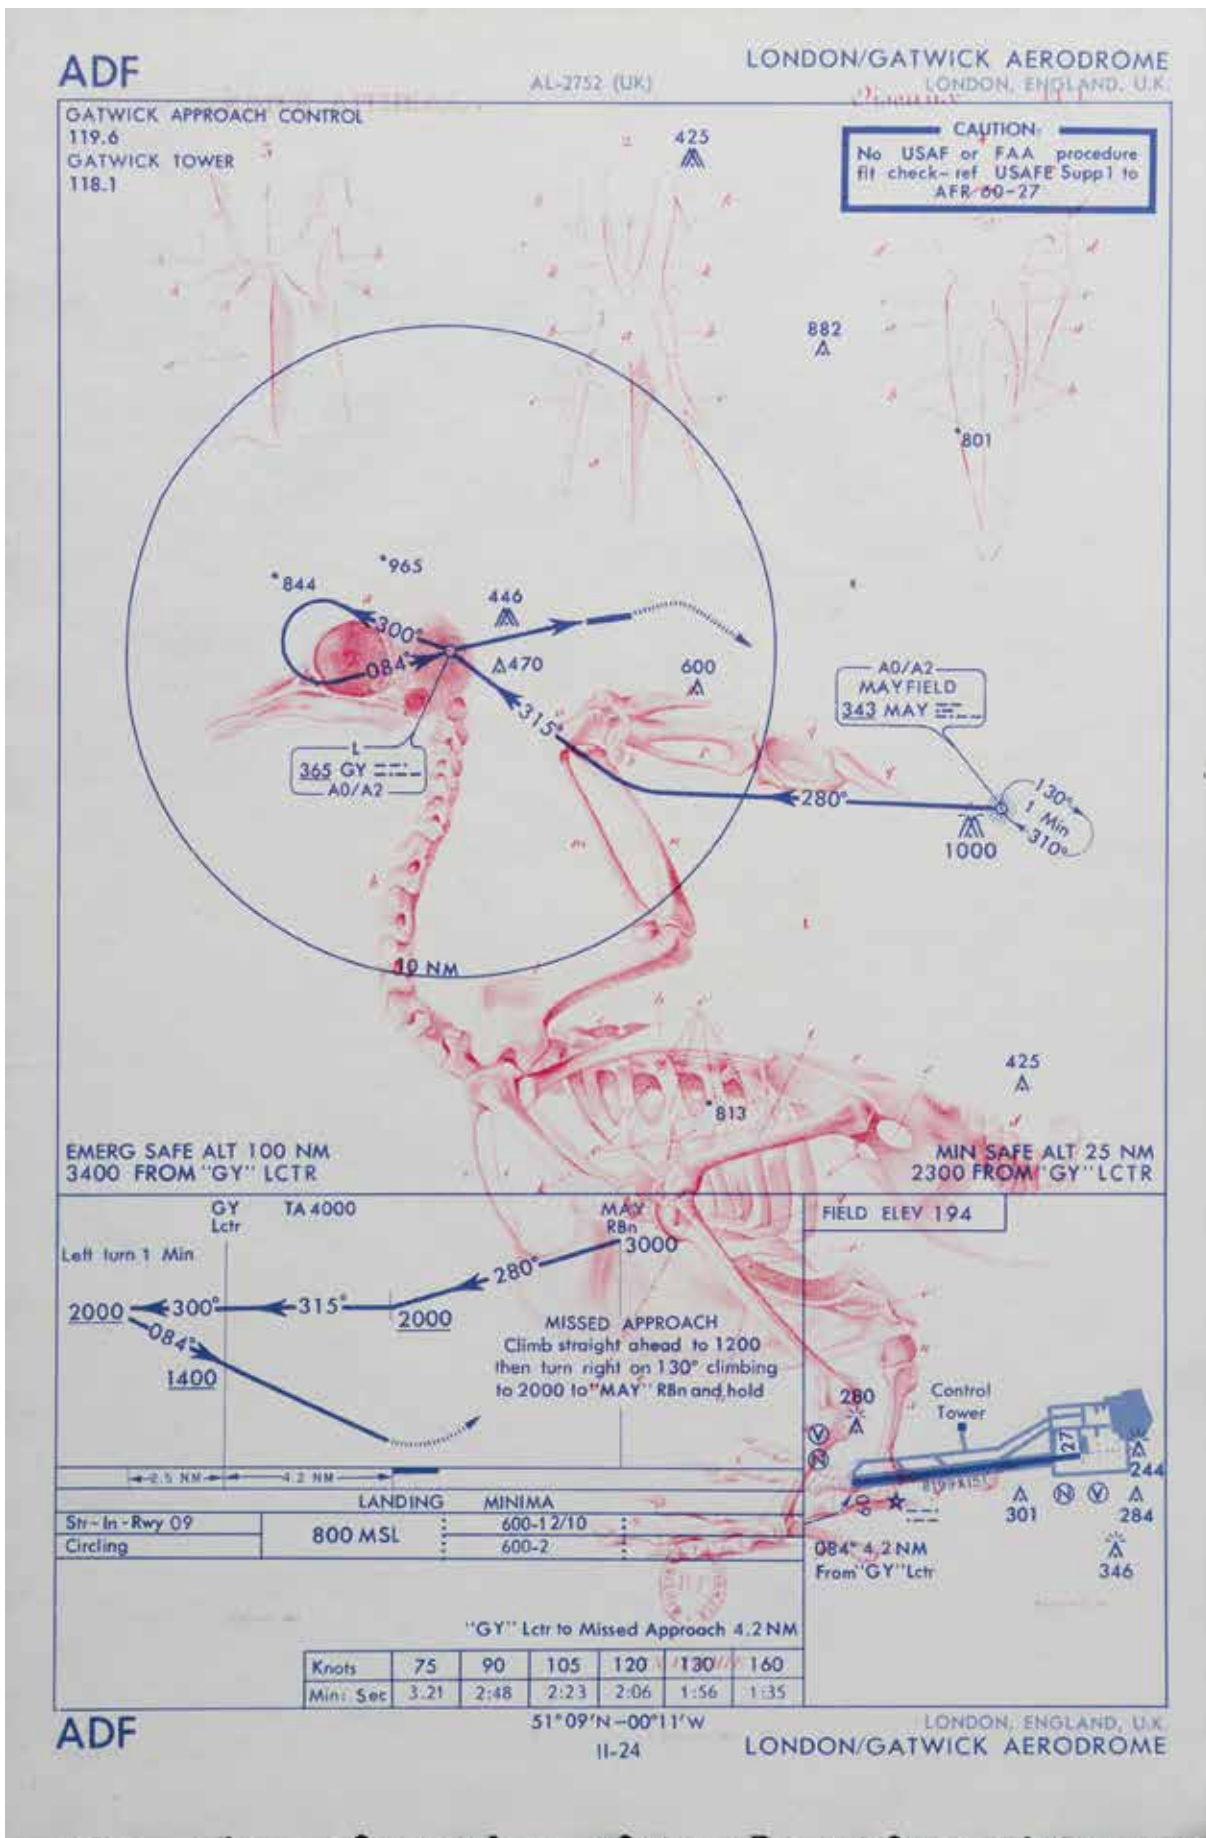 ADF
AL-2752 (UK)
LONDON/GATWICK AERODROME
LONDON, ENGLAND, U.K.
GATWICK APPROACH CONTROL
119.6
GATWICK TOWER
118.1
CAUTION:
No USAF or FAA procedure
flt check-ref USAFE Supp1 to
AFR 60-27
425
882
801
965
844
446
300°
084°
470
600
315°
A0/A2
MAYFIELD
343 MAY
L
365 GY
A0/A2
280°
130°
1 Min
310°
1000
10 NM
425
813
EMERG SAFE ALT 100 NM
3400 FROM "GY" LCTR
MIN SAFE ALT 25 NM
2300 FROM "GY" LCTR
GY
Lctr
TA 4000
MAY
RBn
3000
Left turn 1 Min
280°
2000
300°
315°
2000
084°
1400
MISSED APPROACH
Climb straight ahead to 1200
then turn right on 130° climbing
to 2000 to "MAY" RBn and hold
2.5 NM
4.2 NM
FIELD ELEV 194
280
Control
Tower
V
N
27
244
09
301
N
V
284
346
084° 4.2 NM
From "GY" Lctr
LANDING MINIMA
Str-In-Rwy 09
800 MSL
600-12/10
Circling
600-2
"GY" Lctr to Missed Approach 4.2 NM
Knots 75 90 105 120 130 160
Min: Sec 3.21 2:48 2:23 2:06 1:56 1:35
51°09'N-00°11'W
II-24
ADF
LONDON, ENGLAND, U.K.
LONDON/GATWICK AERODROME